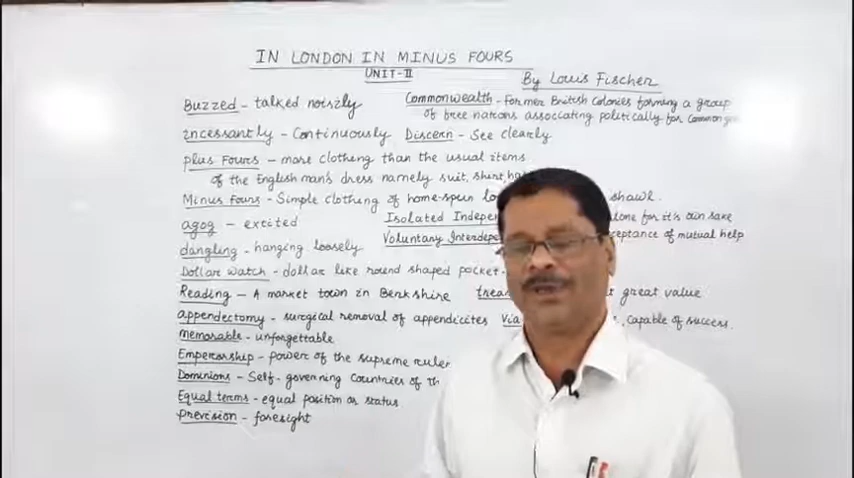 IN LONDON IN MINUS FOURS
UNIT-II
By Louis Fischer
Buzzed - talked noisily
Commonwealth - Former British Colonies forming a group
of free nations associating politically for common
Incessantly - Continuously
Discern - See clearly
Plus Fours - more clothing than the usual items
of the English man's dress namely suit, shirt,
Minus Fours - Simple clothing of home-spun
shawl.
agog - excited
Isolated
alone for it's own sake
dangling - hanging loosely
Voluntary
of mutual help
Dollar Watch - dollar like round shaped pocket-
Reading - A market town in Berkshire
great value
appendectomy - surgical removal of appendicites
, capable of success.
memorable - unforgettable
Emperorship - power of the supreme ruler
Dominions - Self-governing Countries of
Equal terms - equal position or status
Prevision - foresight